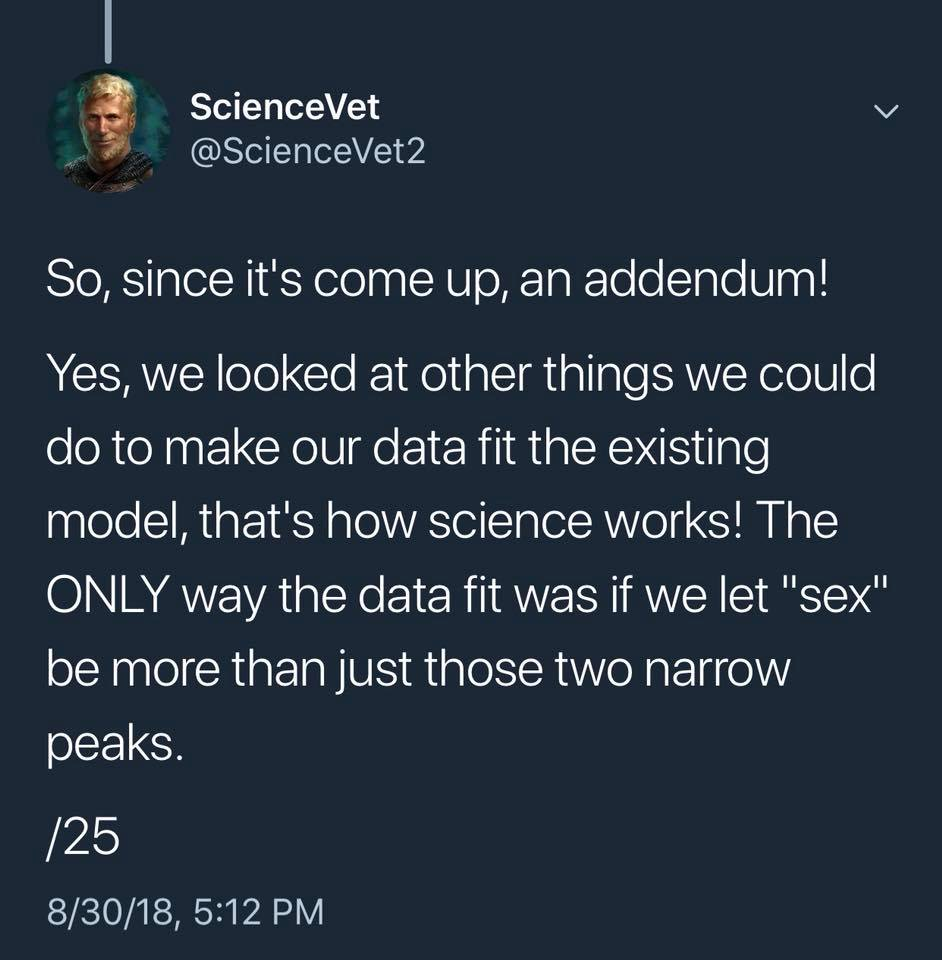 ScienceVet
@ScienceVet2
So, since it's come up, an addendum!
Yes, we looked at other things we could
do to make our data fit the existing
model, that's how science works! The
ONLY way the data fit was if we let "sex"
be more than just those two narrow
peaks.
/25
8/30/18, 5:12 PM